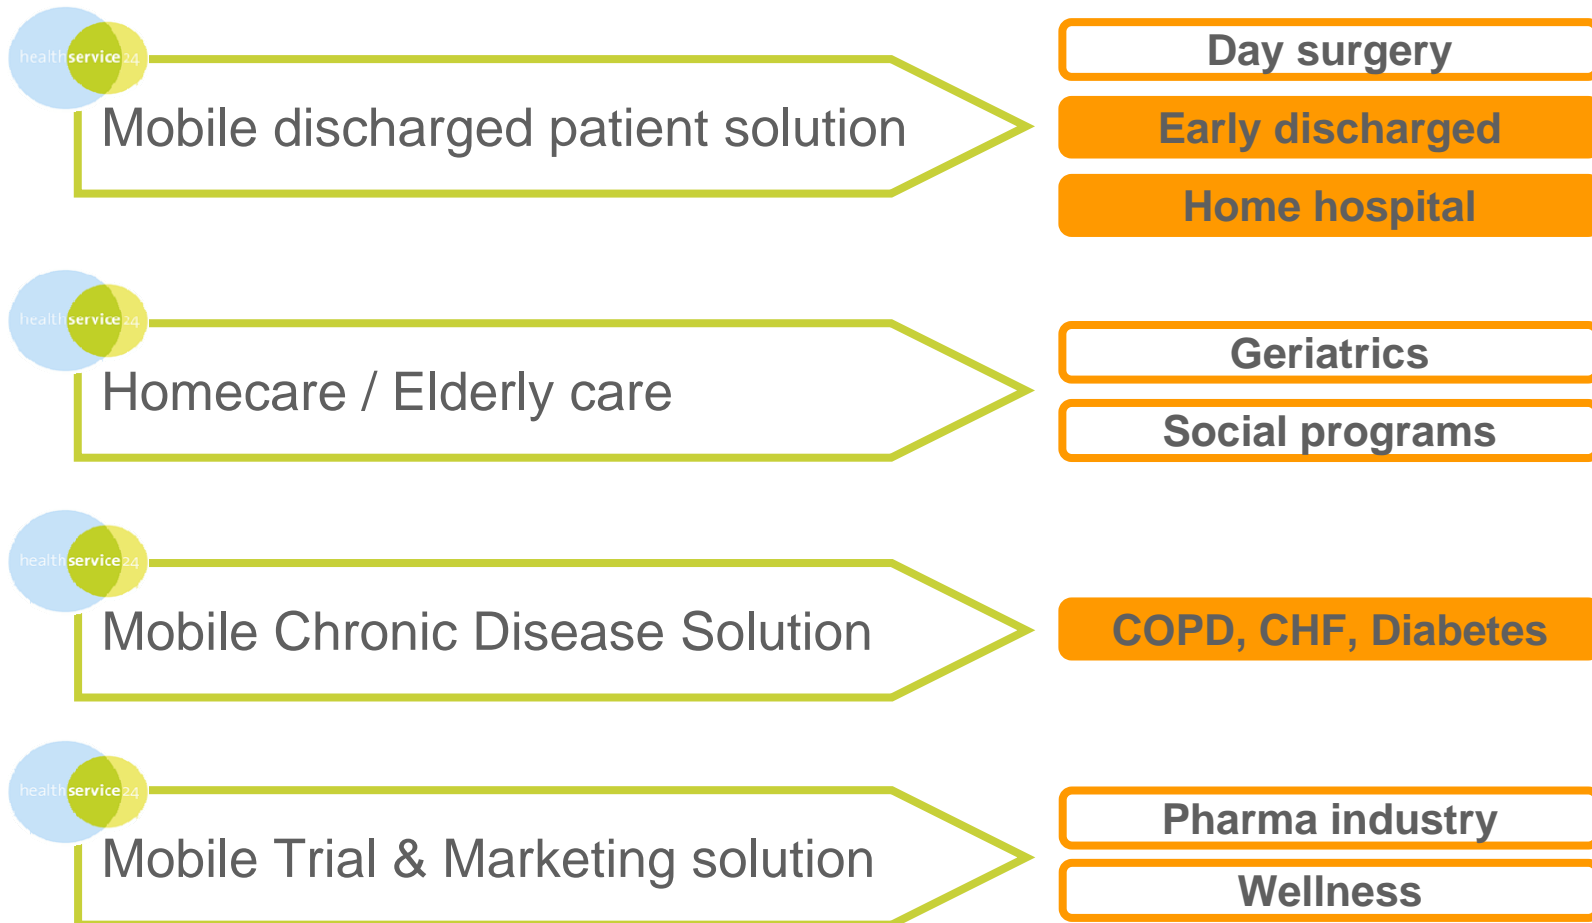 healthservice24
Mobile discharged patient solution
Day surgery
Early discharged
Home hospital
healthservice24
Homecare / Elderly care
Geriatrics
Social programs
healthservice24
Mobile Chronic Disease Solution
COPD, CHF, Diabetes
healthservice24
Mobile Trial & Marketing solution
Pharma industry
Wellness